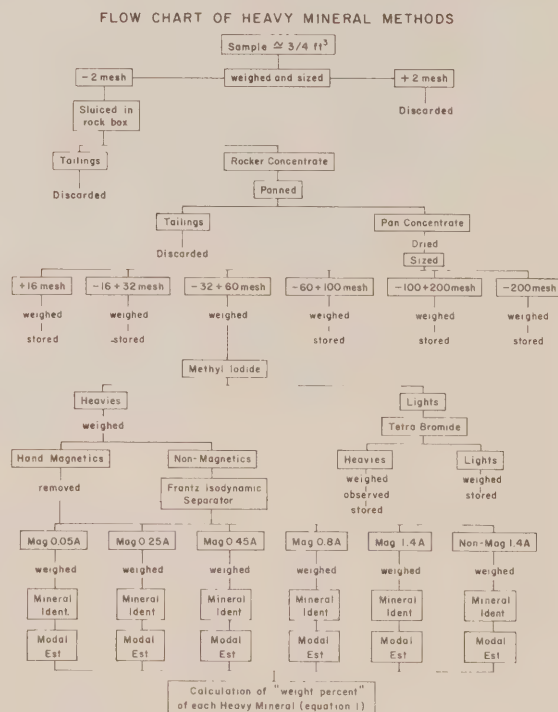 FLOW CHART OF HEAVY MINERAL METHODS
Sample ≃ 3/4 ft³
-2 mesh
weighed and sized
+2 mesh
Sluiced in
rock box
Discarded
Tailings
Rocker Concentrate
Discarded
Panned
Tailings
Pan Concentrate
Discarded
Dried
Sized
+16 mesh
-16 + 32 mesh
-32 + 60 mesh
-60 + 100 mesh
-100 + 200 mesh
-200 mesh
weighed
weighed
weighed
weighed
weighed
weighed
stored
stored
stored
stored
stored
Methyl Iodide
Heavies
Lights
weighed
Tetra Bromide
Hand Magnetics
Non-Magnetics
Heavies
Lights
removed
Frantz Isodynamic
Separator
weighed
observed
stored
weighed
stored
Mag 0.05A
Mag 0.25A
Mag 0.45A
Mag 0.8A
Mag 1.4A
Non-Mag 1.4A
weighed
weighed
weighed
weighed
weighed
weighed
Mineral
Ident.
Mineral
Ident
Mineral
Ident
Mineral
Ident
Mineral
Ident
Mineral
Ident
Modal
Est
Modal
Est
Modal
Est
Modal
Est
Modal
Est
Modal
Est
Calculation of "weight percent"
of each Heavy Mineral (equation 1)